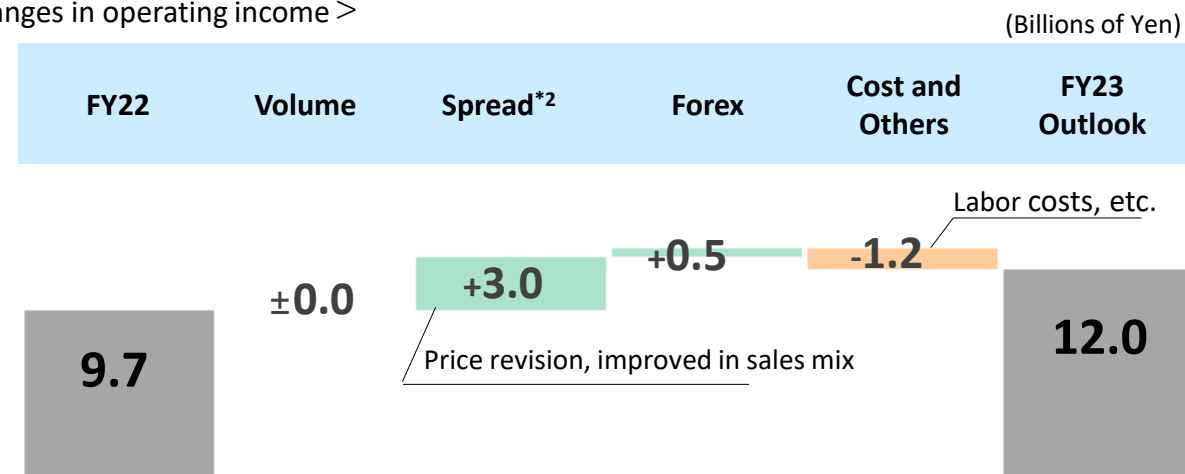 anges in operating income >
(Billions of Yen)
FY22
Volume
Spread*2
Forex
Cost and
Others
FY23
Outlook
Labor costs, etc.
+0.5
-1.2
+3.0
±0.0
12.0
Price revision, improved in sales mix
9.7